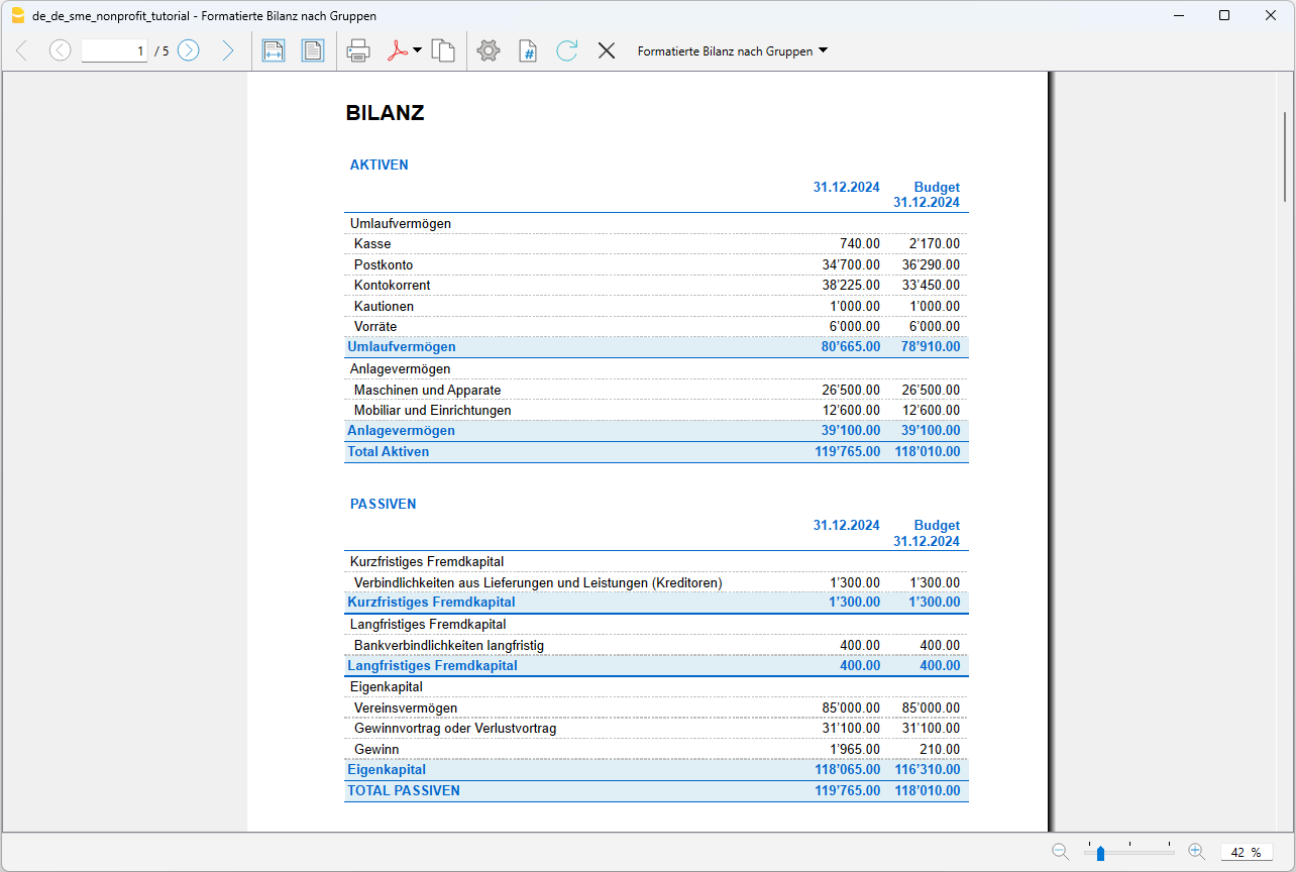 de_de_sme_nonprofit_tutorial - Formatierte Bilanz nach Gruppen
1 / 5 Formatierte Bilanz nach Gruppen
BILANZ
AKTIVEN
31.12.2024 Budget
31.12.2024
Umlaufvermögen
Kasse 740.00 2'170.00
Postkonto 34'700.00 36'290.00
Kontokorrent 38'225.00 33'450.00
Kautionen 1'000.00 1'000.00
Vorräte 6'000.00 6'000.00
Umlaufvermögen 80'665.00 78'910.00
Anlagevermögen
Maschinen und Apparate 26'500.00 26'500.00
Mobiliar und Einrichtungen 12'600.00 12'600.00
Anlagevermögen 39'100.00 39'100.00
Total Aktiven 119'765.00 118'010.00
PASSIVEN
31.12.2024 Budget
31.12.2024
Kurzfristiges Fremdkapital
Verbindlichkeiten aus Lieferungen und Leistungen (Kreditoren) 1'300.00 1'300.00
Kurzfristiges Fremdkapital 1'300.00 1'300.00
Langfristiges Fremdkapital
Bankverbindlichkeiten langfristig 400.00 400.00
Langfristiges Fremdkapital 400.00 400.00
Eigenkapital
Vereinsvermögen 85'000.00 85'000.00
Gewinnvortrag oder Verlustvortrag 31'100.00 31'100.00
Gewinn 1'965.00 210.00
Eigenkapital 118'065.00 116'310.00
TOTAL PASSIVEN 119'765.00 118'010.00
42 %